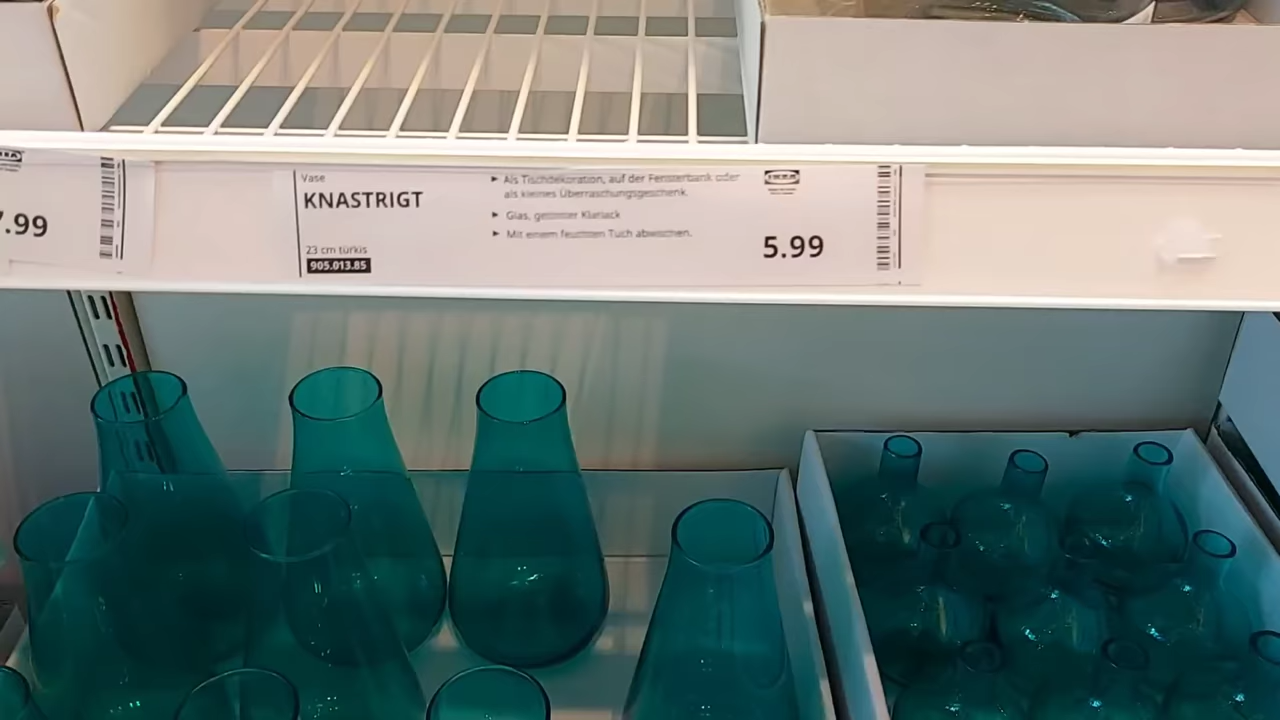 7.99
Vase
KNASTRIGT
23 cm türkis
905.013.85
► Als Tischdekoration, auf der Fensterbank oder
als kleines Überraschungsgeschenk.
► Glas, Klarlack
► Mit einem feuchten Tuch abwischen.
IKEA
5.99